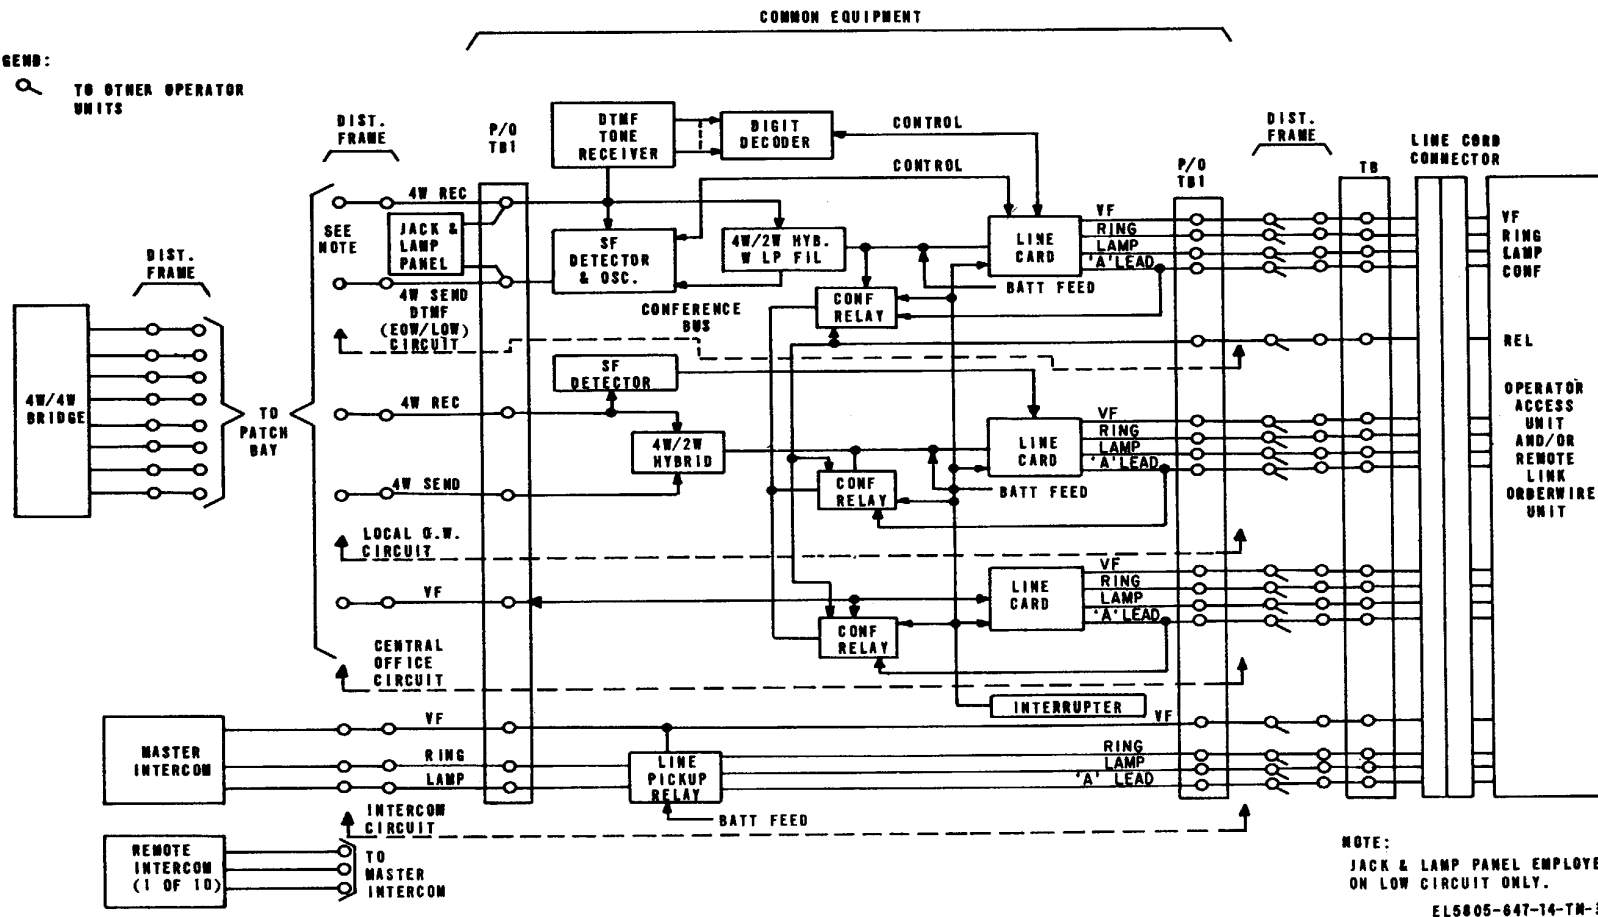 COMMON EQUIPMENT
GEND:
TO OTHER OPERATOR
UNITS
DIST.
FRAME
P/O
TB1
DTMF
TONE
RECEIVER
DIGIT
DECODER
CONTROL
CONTROL
P/O
TB1
DIST.
FRAME
TB
LINE CORD
CONNECTOR
4W REC
SEE
NOTE
JACK &
LAMP
PANEL
SF
DETECTOR
& OSC.
4W/2W HYB.
W LP FIL
LINE
CARD
VF
RING
LAMP
'A' LEAD
VF
RING
LAMP
CONF
DIST.
FRAME
4W SEND
DTMF
(EOW/LOW)
CIRCUIT
CONFERENCE
BUS
CONF
RELAY
BATT FEED
REL
4W/4W
BRIDGE
TO
PATCH
BAY
SF
DETECTOR
4W REC
4W/2W
HYBRID
LINE
CARD
VF
RING
LAMP
'A' LEAD
OPERATOR
ACCESS
UNIT
AND/OR
REMOTE
LINK
ORDERWIRE
UNIT
4W SEND
CONF
RELAY
BATT FEED
LOCAL O.W.
CIRCUIT
VF
LINE
CARD
VF
RING
LAMP
'A' LEAD
CONF
RELAY
CENTRAL
OFFICE
CIRCUIT
INTERRUPTER
MASTER
INTERCOM
VF
RING
LAMP
LINE
PICKUP
RELAY
VF
RING
LAMP
'A' LEAD
INTERCOM
CIRCUIT
BATT FEED
REMOTE
INTERCOM
(1 OF 10)
TO
MASTER
INTERCOM
NOTE:
JACK & LAMP PANEL EMPLOYE
ON LOW CIRCUIT ONLY.
EL5805-647-14-TM-